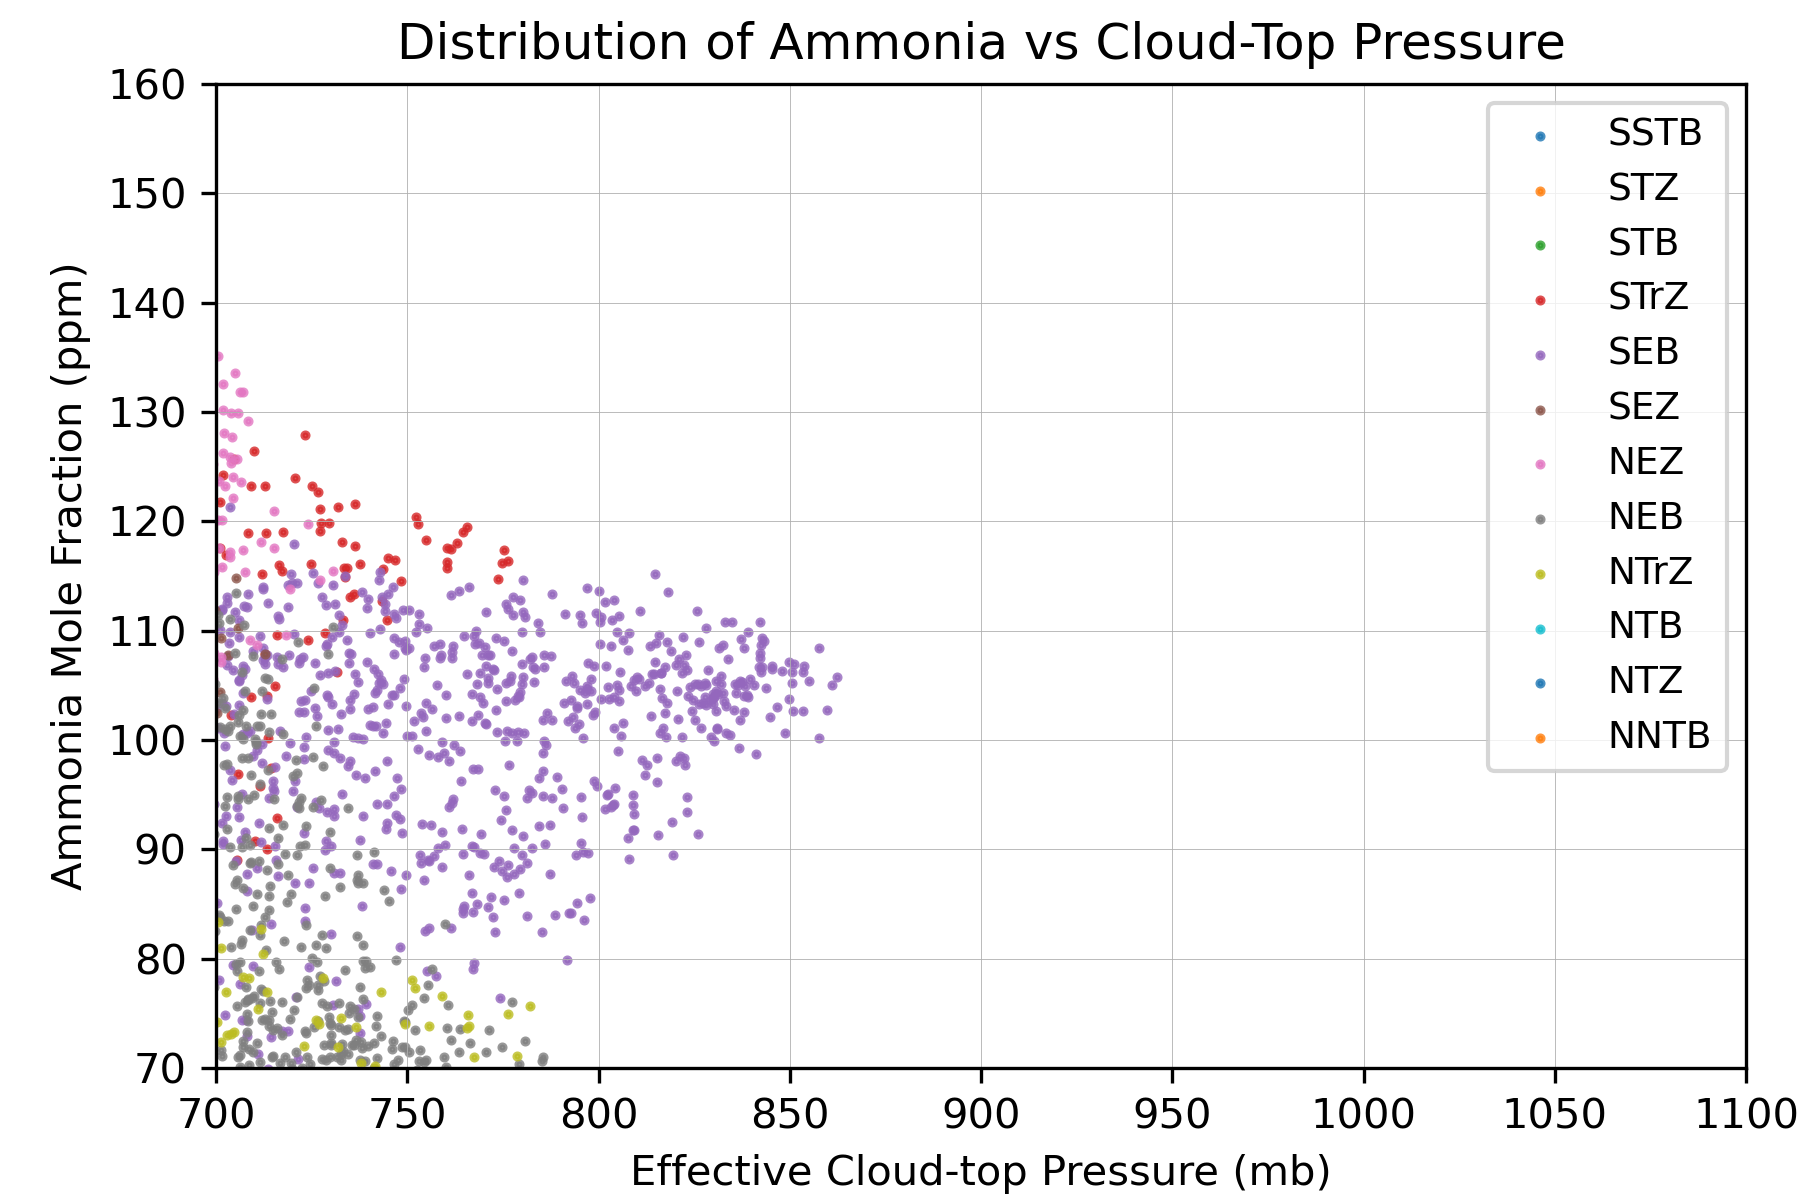 Distribution of Ammonia vs Cloud-Top Pressure
Ammonia Mole Fraction (ppm)
160
150
140
130
120
110
100
90
80
70
700 750 800 850 900 950 1000 1050 1100
Effective Cloud-top Pressure (mb)
SSTB
STZ
STB
STrZ
SEB
SEZ
NEZ
NEB
NTrZ
NTB
NTZ
NNTB